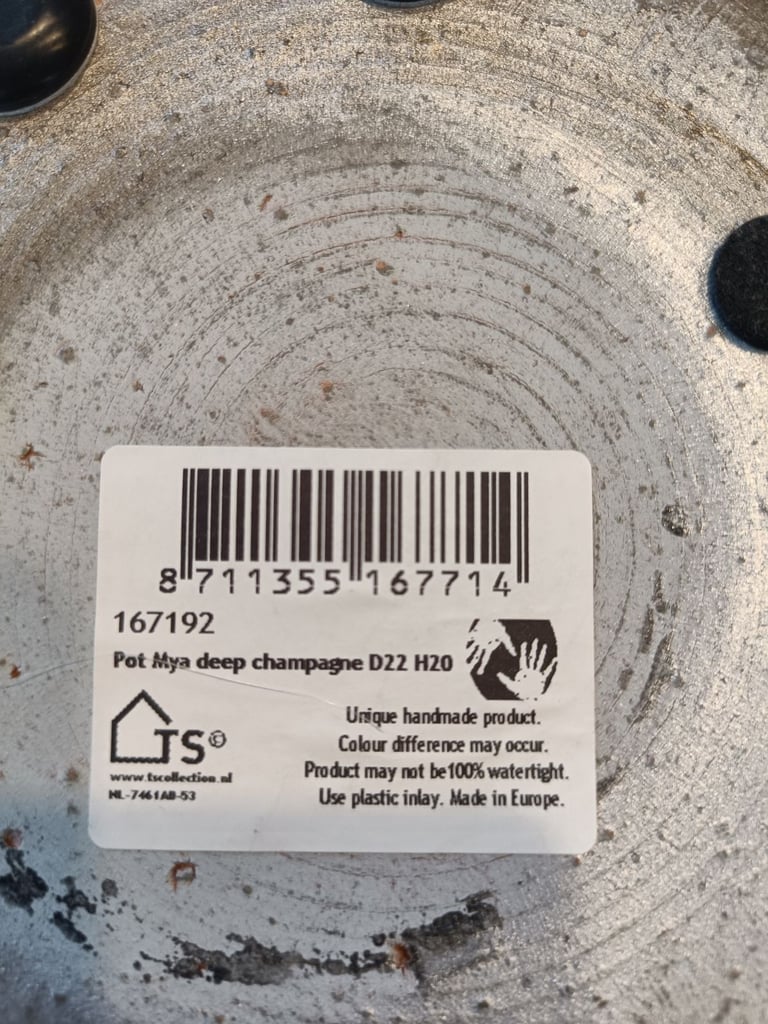 8 711355 167714
167192
Pot Mya deep champagne D22 H20
TS©
www.tscollection.nl
NL-7461AB-53
Unique handmade product.
Colour difference may occur.
Product may not be100% watertight.
Use plastic inlay. Made in Europe.